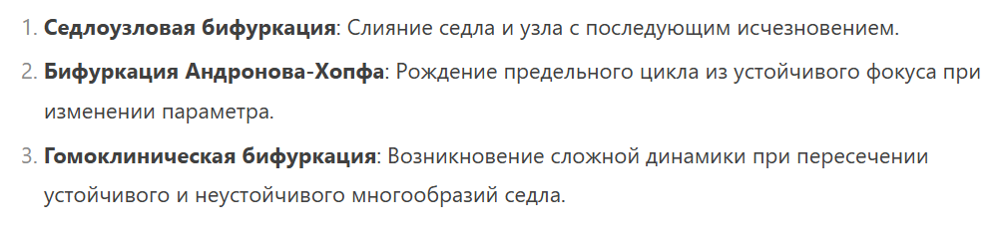 1. Седлоузловая бифуркация: Слияние седла и узла с последующим исчезновением.
2. Бифуркация Андронова-Хопфа: Рождение предельного цикла из устойчивого фокуса при
изменении параметра.
3. Гомоклиническая бифуркация: Возникновение сложной динамики при пересечении
устойчивого и неустойчивого многообразий седла.